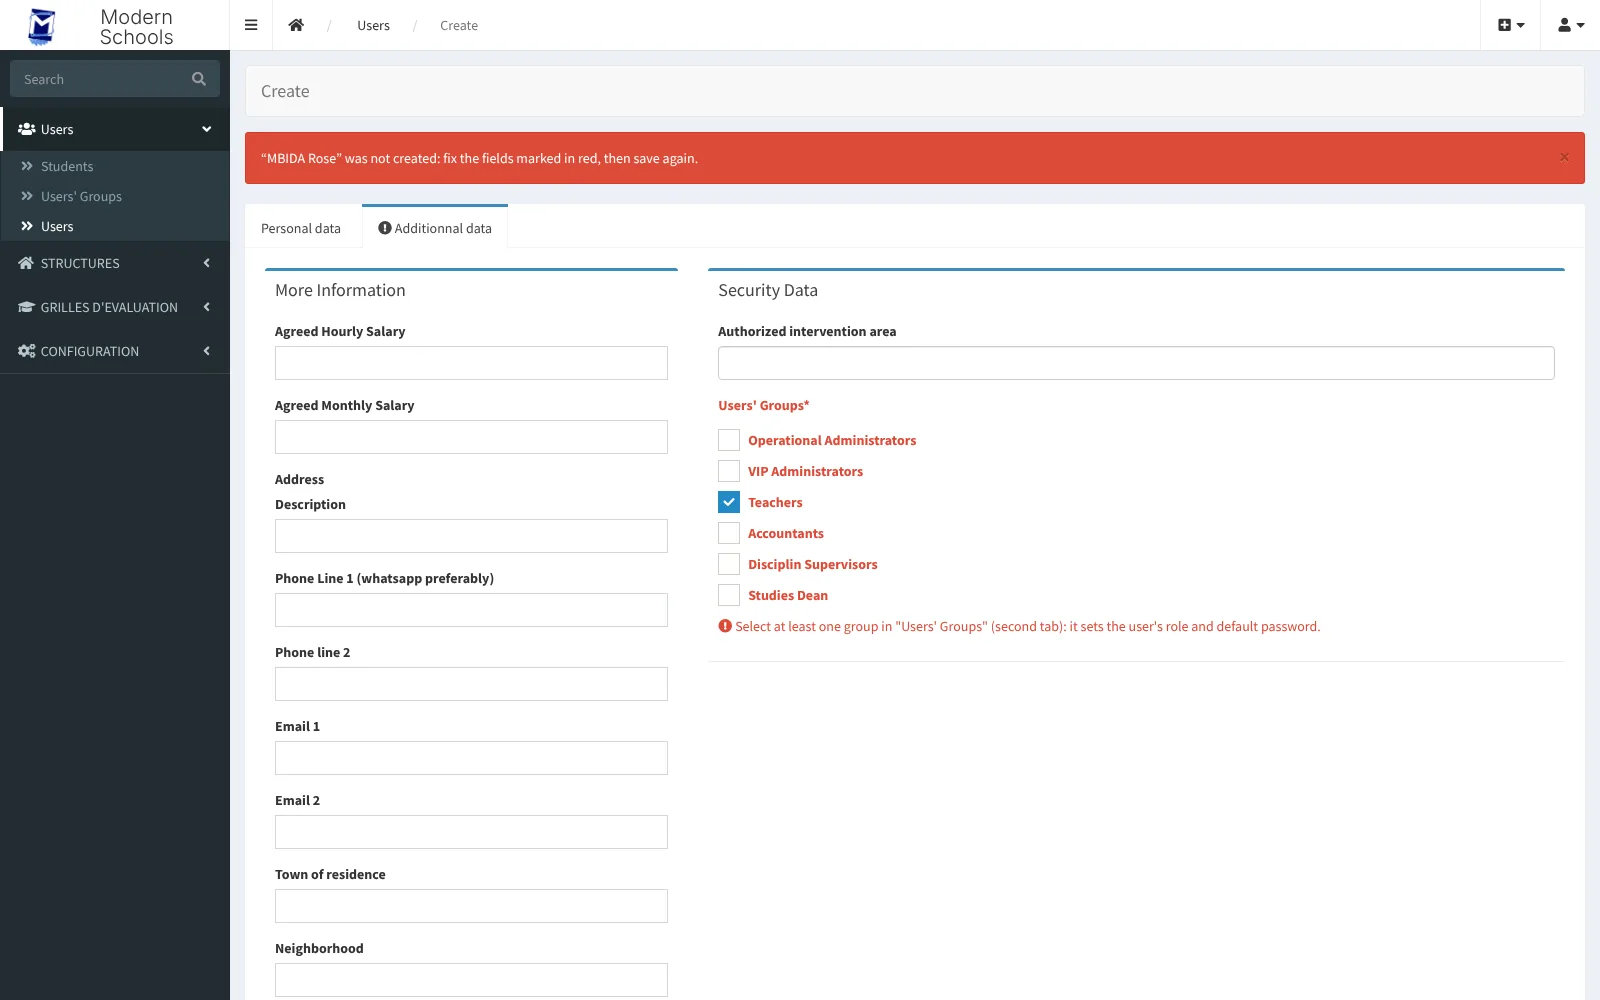 Modern
Schools
/ Users / Create
Search
Users
Students
Users' Groups
Users
STRUCTURES
GRILLES D'EVALUATION
CONFIGURATION
Create
“MBIDA Rose” was not created: fix the fields marked in red, then save again.
×
Personal data
Additionnal data
More Information
Agreed Hourly Salary
Agreed Monthly Salary
Address
Description
Phone Line 1 (whatsapp preferably)
Phone line 2
Email 1
Email 2
Town of residence
Neighborhood
Security Data
Authorized intervention area
Users' Groups*
Operational Administrators
VIP Administrators
Teachers
Accountants
Disciplin Supervisors
Studies Dean
Select at least one group in "Users' Groups" (second tab): it sets the user's role and default password.